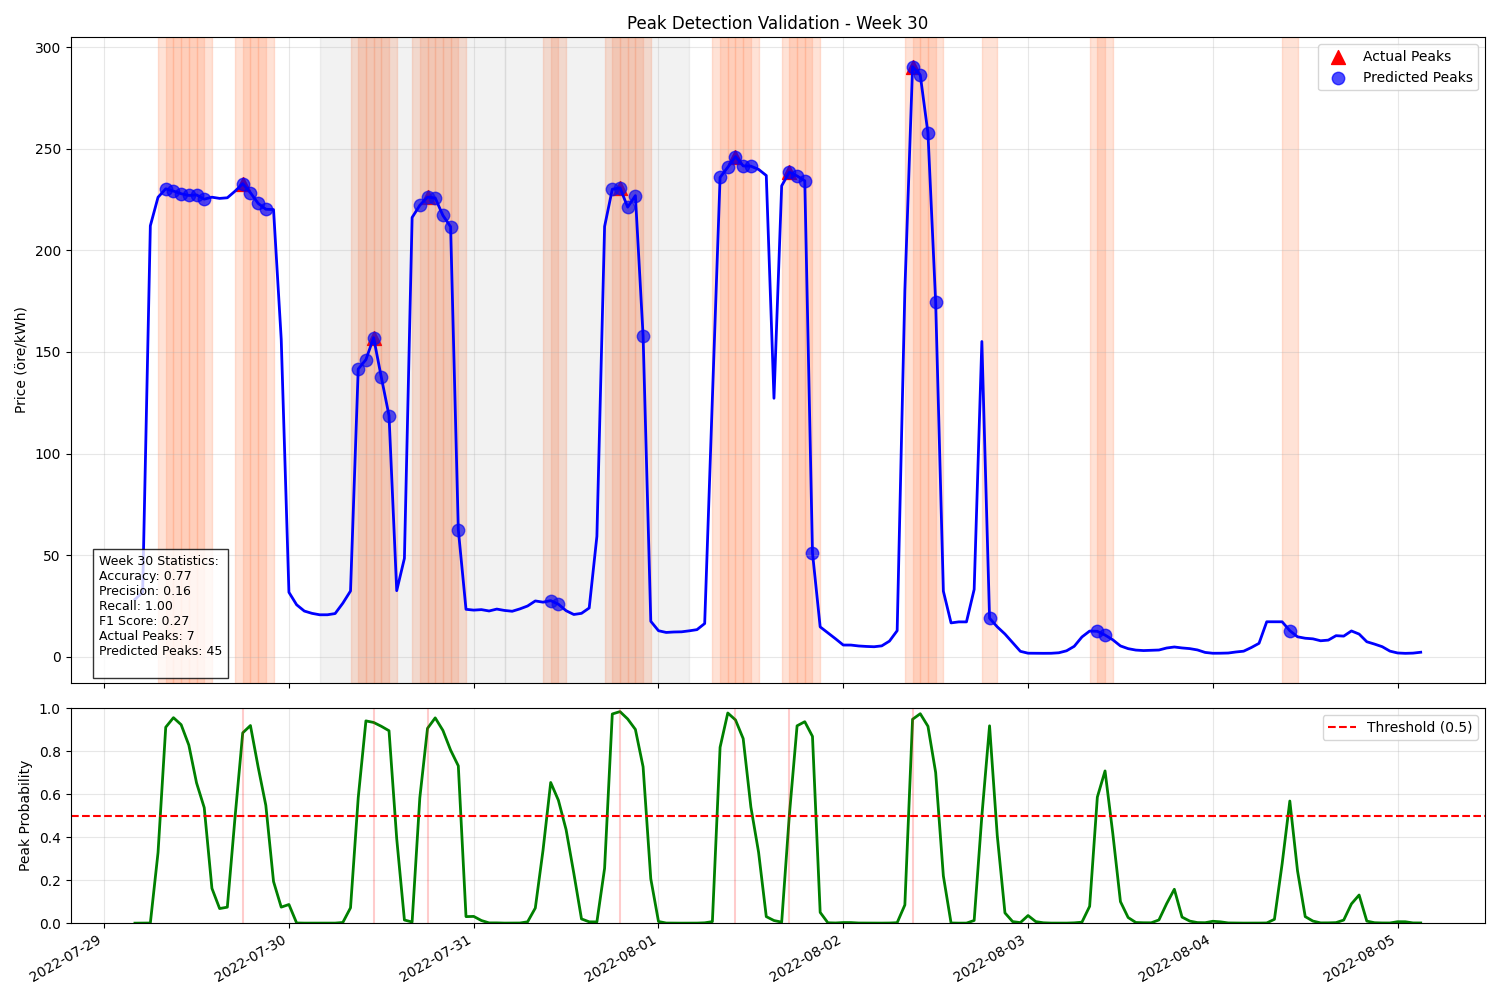 Peak Detection Validation - Week 30
300
250
200
150
100
50
0
Price (öre/kWh)
Actual Peaks
Predicted Peaks
Week 30 Statistics:
Accuracy: 0.77
Precision: 0.16
Recall: 1.00
F1 Score: 0.27
Actual Peaks: 7
Predicted Peaks: 45
1.0
0.8
0.6
0.4
0.2
0.0
Peak Probability
Threshold (0.5)
2022-07-29
2022-07-30
2022-07-31
2022-08-01
2022-08-02
2022-08-03
2022-08-04
2022-08-05